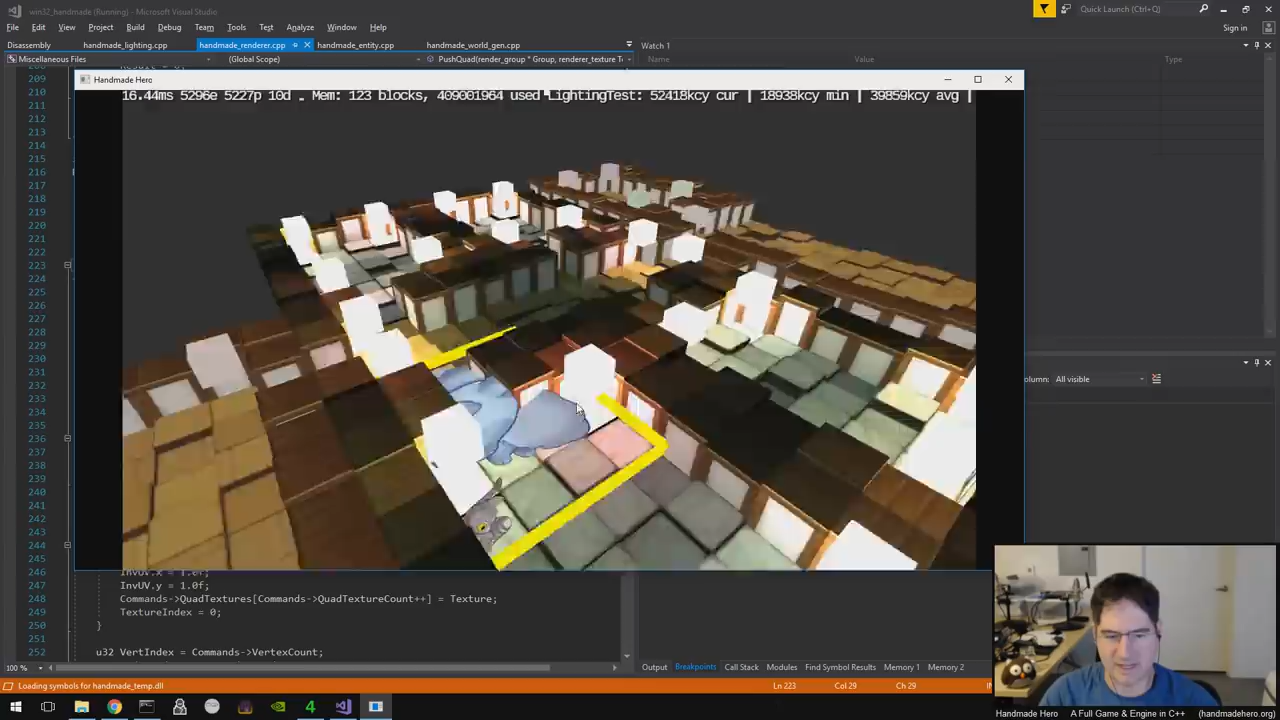 win32_handmade (Running) - Microsoft Visual Studio
Quick Launch (Ctrl+Q)
File Edit View Project Build Debug Team Tools Test Analyze Window Help
Sign in
Disassembly handmade_lighting.cpp handmade_renderer.cpp handmade_entity.cpp handmade_world_gen.cpp
Watch 1
Miscellaneous Files (Global Scope) PushQuad(render_group * Group, renderer_texture T
Name Value Type
Handmade Hero
16.44ms 5296e 5227p 10d _ Mem: 123 blocks, 409001964 used LightingTest: 52418kcy cur | 18938kcy min | 39859kcy avg |
209
210
211
212
213
214
215
216
217
218
219
220
221
222
223
224
225
226
227
228
229
230
231
232
233
234
235
236
237
238
239
240
241
242
243
244
245
olumn: All visible
246 InvUV.x = 1.0f;
247 InvUV.y = 1.0f;
248 Commands->QuadTextures[Commands->QuadTextureCount++] = Texture;
249 TextureIndex = 0;
250 }
251
252 u32 VertIndex = Commands->VertexCount;
100 %
Output Breakpoints Call Stack Modules Find Symbol Results Memory 1 Memory 2
Loading symbols for handmade_temp.dll
Ln 223 Col 29 Ch 29 IN
4
Handmade Hero A Full Game & Engine in C++ (handmadehero.org)